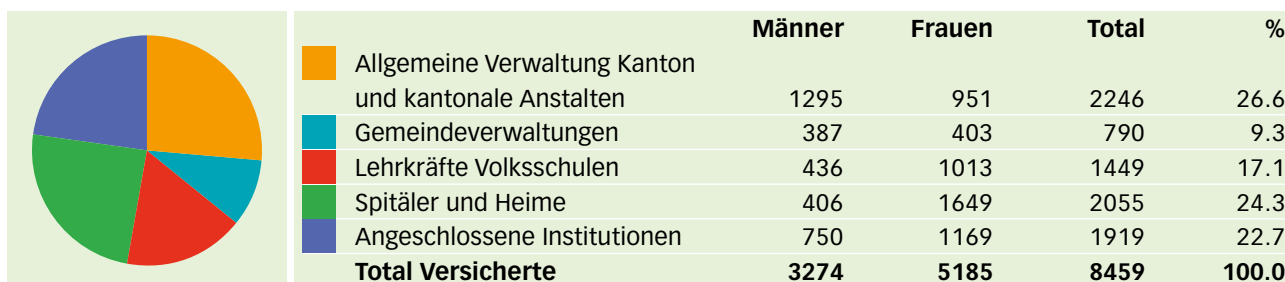 Männer Frauen Total %
Allgemeine Verwaltung Kanton
und kantonale Anstalten 1295 951 2246 26.6
Gemeindeverwaltungen 387 403 790 9.3
Lehrkräfte Volksschulen 436 1013 1449 17.1
Spitäler und Heime 406 1649 2055 24.3
Angeschlossene Institutionen 750 1169 1919 22.7
Total Versicherte 3274 5185 8459 100.0